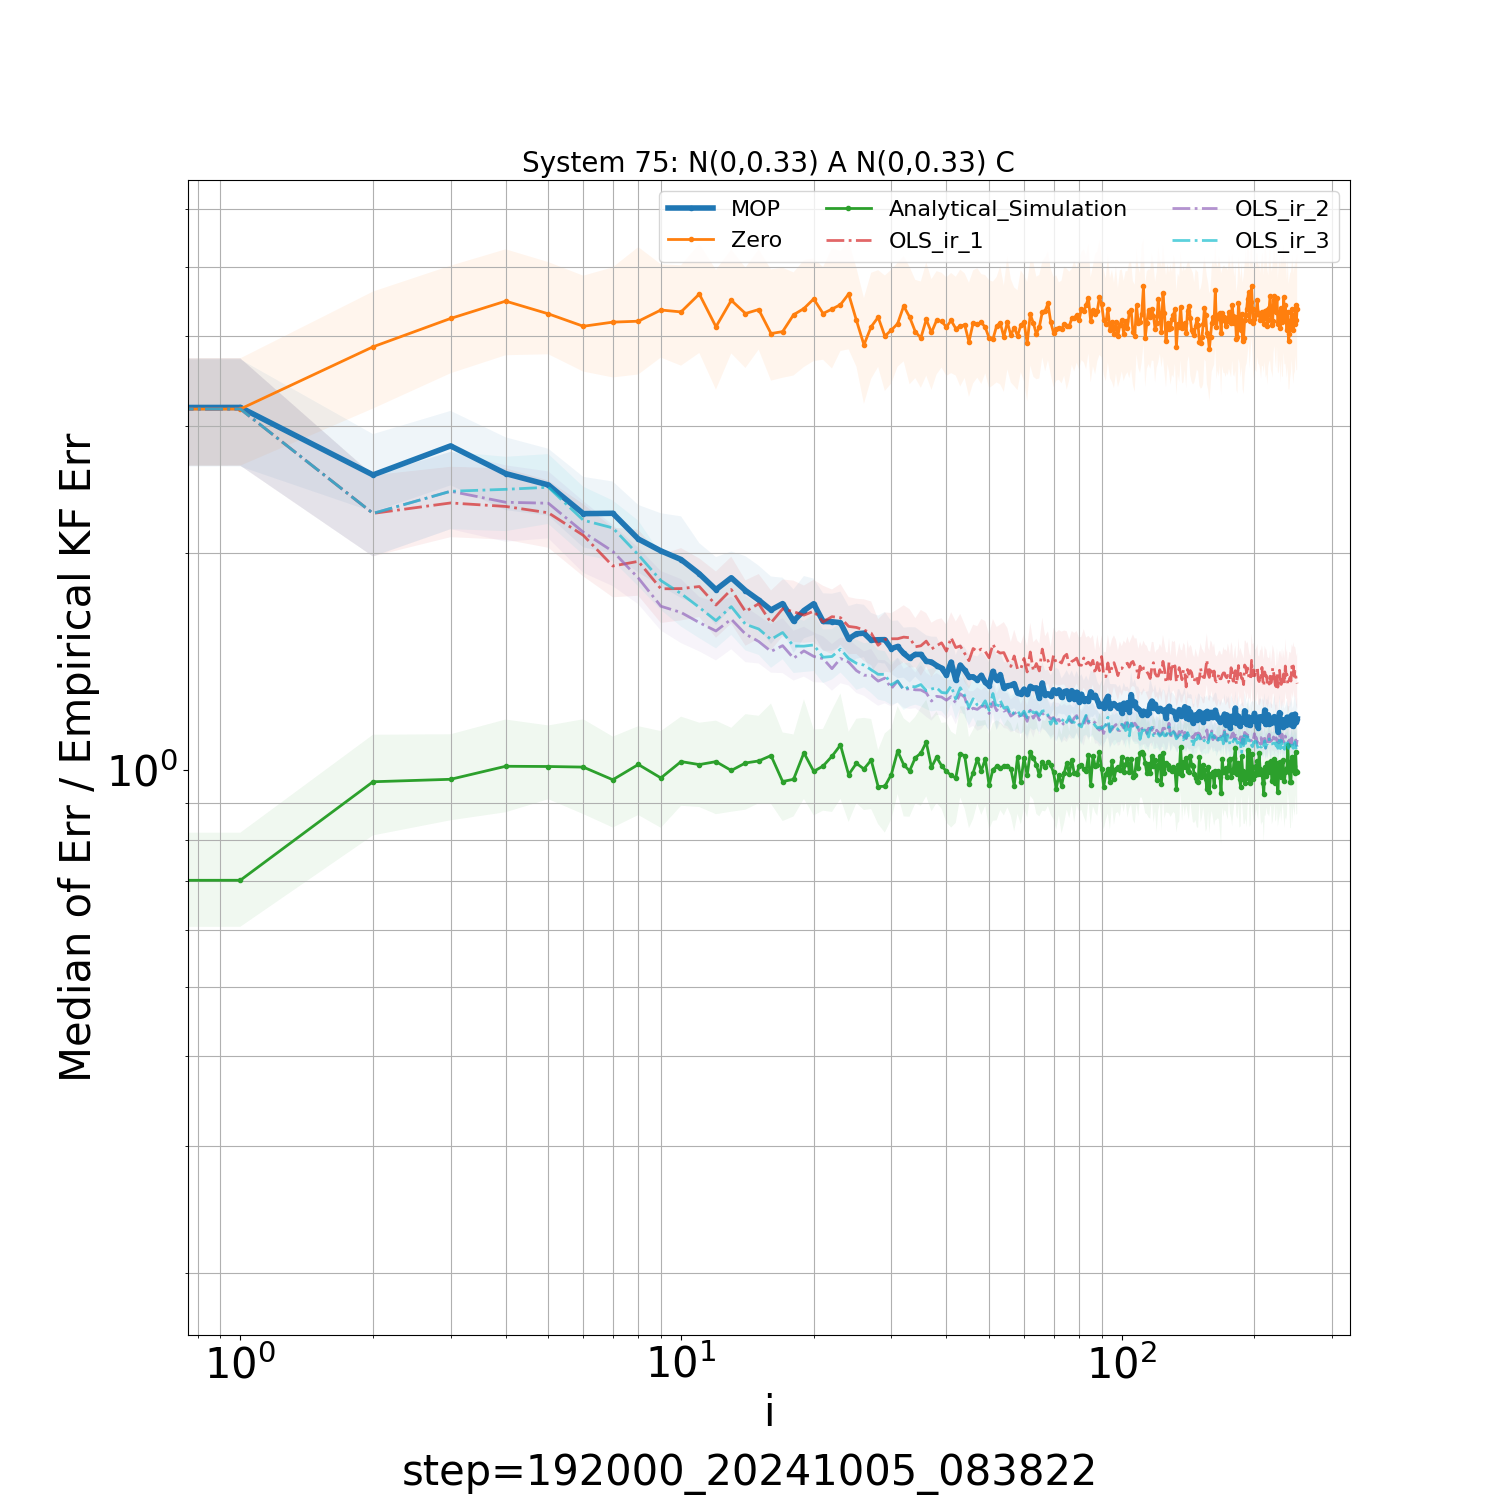 System 75: N(0,0.33) A N(0,0.33) C
MOP
Zero
Analytical_Simulation
OLS_ir_1
OLS_ir_2
OLS_ir_3
Median of Err / Empirical KF Err
10⁰
10⁰
10¹
10²
i
step=192000_20241005_083822